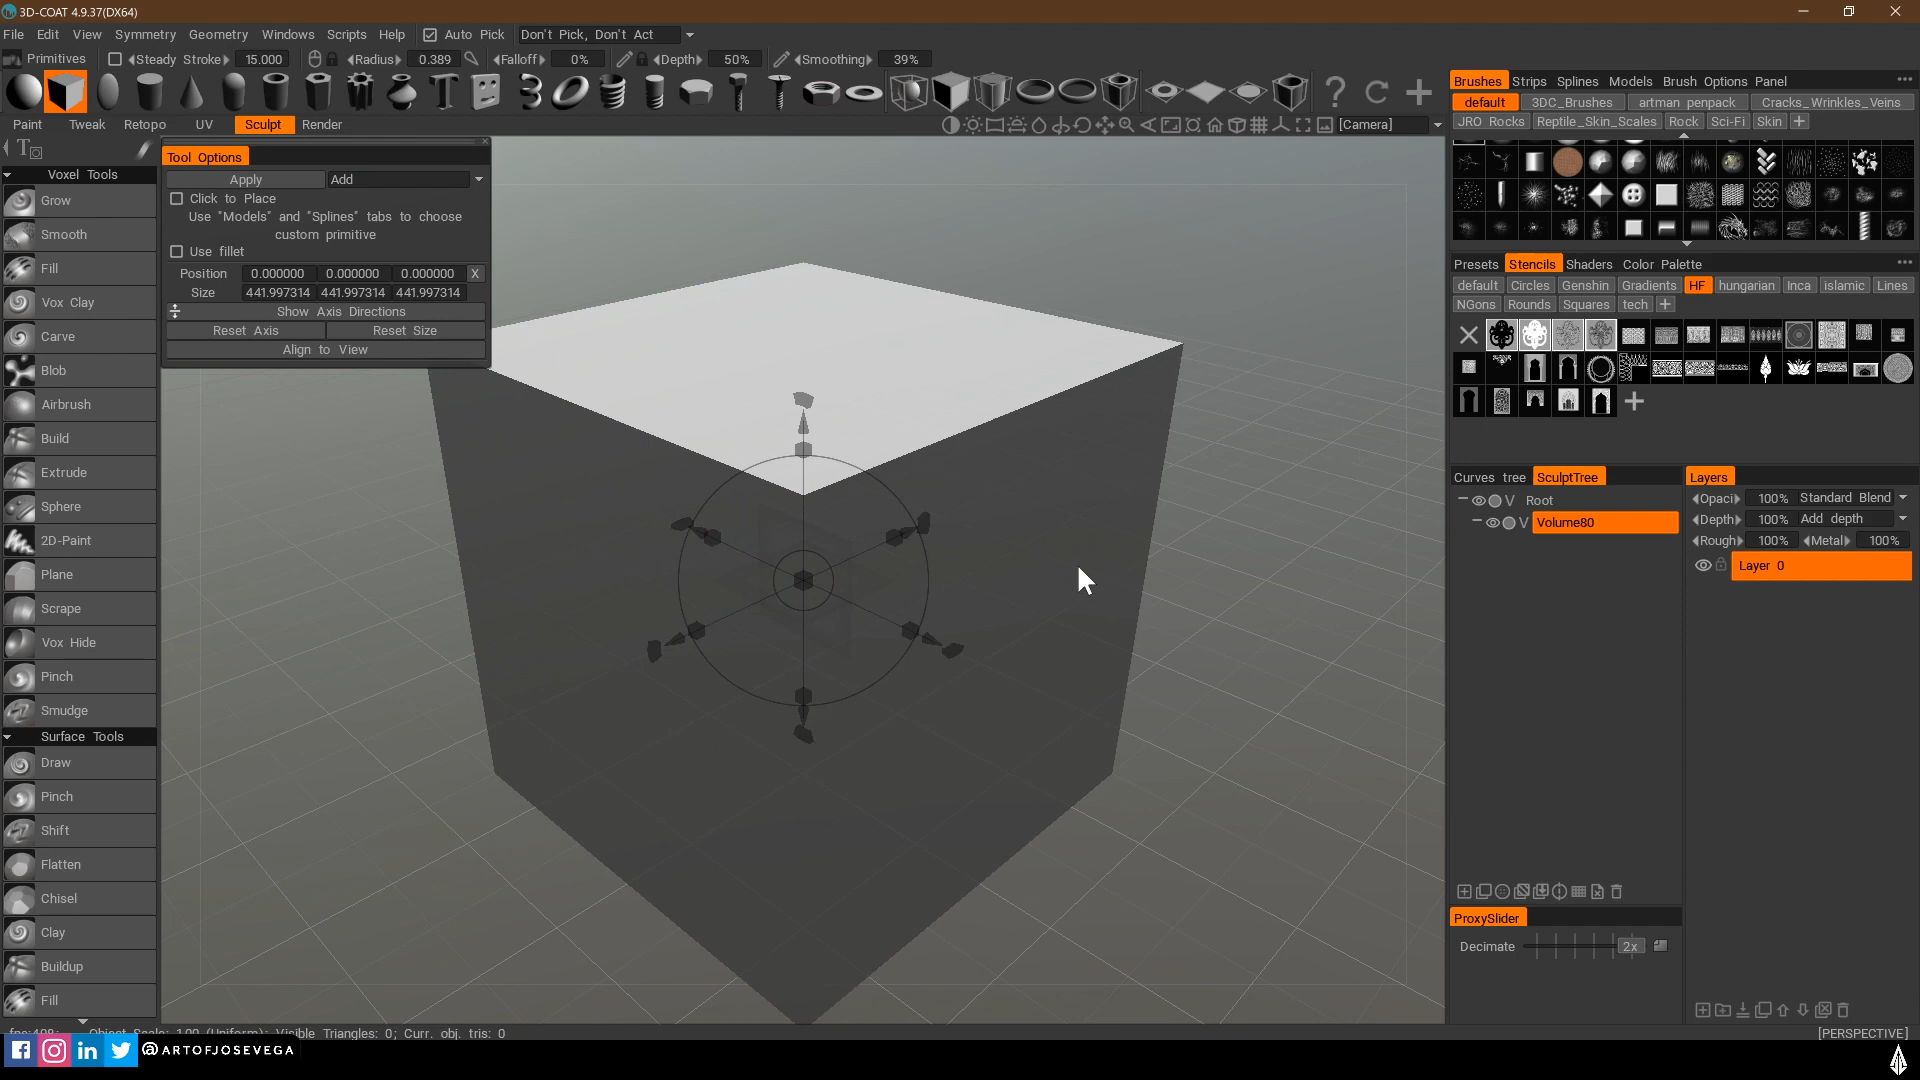 3D-COAT 4.9.37(DX64)
File Edit View Symmetry Geometry Windows Scripts Help Auto Pick Don't Pick, Don't Act
Primitives Steady Stroke 15.000 Radius 0.389 Falloff 0% Depth 50% Smoothing 39%
Paint Tweak Retopo UV Sculpt Render
[Camera]
Tool Options
Apply Add
Click to Place
Use "Models" and "Splines" tabs to choose
custom primitive
Use fillet
Position 0.000000 0.000000 0.000000 X
Size 441.997314 441.997314 441.997314
Show Axis Directions
Reset Axis Reset Size
Align to View
Voxel Tools
Grow
Smooth
Fill
Vox Clay
Carve
Blob
Airbrush
Build
Extrude
Sphere
2D-Paint
Plane
Scrape
Vox Hide
Pinch
Smudge
Surface Tools
Draw
Pinch
Shift
Flatten
Chisel
Clay
Buildup
Fill
Brushes Strips Splines Models Brush Options Panel
default 3DC_Brushes artman penpack Cracks_Wrinkles_Veins
JRO Rocks Reptile_Skin_Scales Rock Sci-Fi Skin
Presets Stencils Shaders Color Palette
default Circles Genshin Gradients HF hungarian Inca islamic Lines
NGons Rounds Squares tech
Curves tree SculptTree
V Root
V Volume80
Layers
Opaci 100% Standard Blend
Depth 100% Add depth
Rough 100% Metal 100%
Layer 0
ProxySlider
Decimate 2x
Object Scale: 1.00 (Uniform); Visible Triangles: 0; Curr. obj. tris: 0
[PERSPECTIVE]
@ARTOFJOSEVEGA